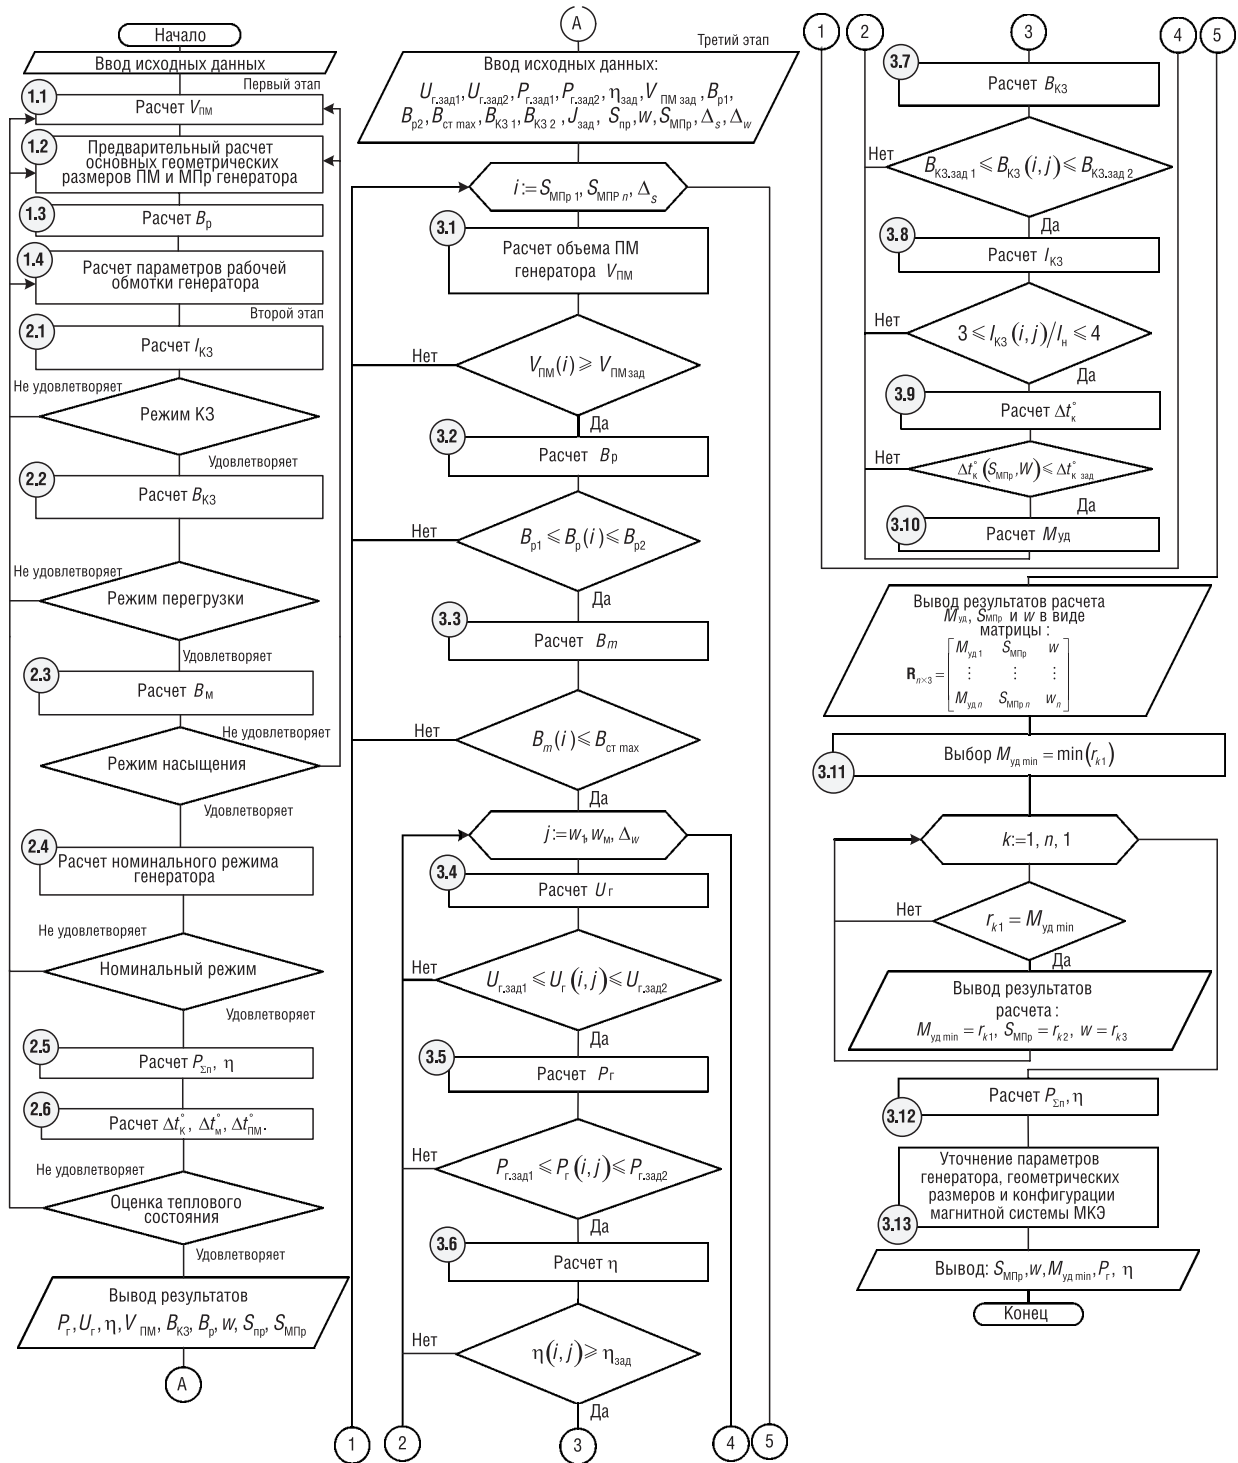 Начало
Ввод исходных данных
Первый этап
1.1
Расчет V_ПМ
1.2
Предварительный расчет
основных геометрических
размеров ПМ и МПр генератора
1.3
Расчет B_р
1.4
Расчет параметров рабочей
обмотки генератора
Второй этап
2.1
Расчет I_КЗ
Не удовлетворяет
Режим КЗ
Удовлетворяет
2.2
Расчет B_КЗ
Не удовлетворяет
Режим перегрузки
Удовлетворяет
2.3
Расчет B_м
Не удовлетворяет
Режим насыщения
Удовлетворяет
2.4
Расчет номинального режима
генератора
Не удовлетворяет
Номинальный режим
Удовлетворяет
2.5
Расчет P_Σп, η
2.6
Расчет Δt°_К, Δt°_м, Δt°_ПМ.
Не удовлетворяет
Оценка теплового
состояния
Удовлетворяет
Вывод результатов
P_г, U_г, η, V_ПМ, B_КЗ, B_р, w, S_пр, S_МПр
А
А
Третий этап
Ввод исходных данных:
U_г.зад1, U_г.зад2, P_г.зад1, P_г.зад2, η_зад, V_ПМ зад, B_р1,
B_р2, B_ст max, B_КЗ 1, B_КЗ 2, J_зад, S_пр, w, S_МПр, Δ_s, Δ_w
i:= S_МПр 1, S_МПР n, Δ_s
3.1
Расчет объема ПМ
генератора V_ПМ
Нет
V_ПМ(i) ⩾ V_ПМ зад
Да
3.2
Расчет B_р
Нет
B_р1 ⩽ B_р(i) ⩽ B_р2
Да
3.3
Расчет B_m
Нет
B_m(i) ⩽ B_ст max
Да
j:= w_1, w_м, Δ_w
3.4
Расчет U_г
Нет
U_г.зад1 ⩽ U_г(i, j) ⩽ U_г.зад2
Да
3.5
Расчет P_г
Нет
P_г.зад1 ⩽ P_г(i, j) ⩽ P_г.зад2
Да
3.6
Расчет η
Нет
η(i, j) ⩾ η_зад
Да
1
2
3
4
5
1
2
3
4
5
3.7
Расчет B_КЗ
Нет
B_КЗ.зад 1 ⩽ B_КЗ(i, j) ⩽ B_КЗ.зад 2
Да
3.8
Расчет I_КЗ
Нет
3 ⩽ I_КЗ(i, j)/I_н ⩽ 4
Да
3.9
Расчет Δt°_к
Нет
Δt°_к(S_МПр, W) ⩽ Δt°_к зад
Да
3.10
Расчет M_уд
Вывод результатов расчета
M_уд, S_МПр и w в виде
матрицы :
M_уд 1 S_МПр w
R_n×3 = ⋮ ⋮ ⋮
M_уд n S_МПр n w_n
Выбор M_уд min = min(r_k1)
3.11
k:=1, n, 1
Нет
r_k1 = M_уд min
Да
Вывод результатов
расчета :
M_уд min = r_k1, S_МПр = r_k2, w = r_k3
Расчет P_Σп, η
3.12
Уточнение параметров
генератора, геометрических
размеров и конфигурации
магнитной системы МКЭ
3.13
Вывод: S_МПр, w, M_уд min, P_г, η
Конец